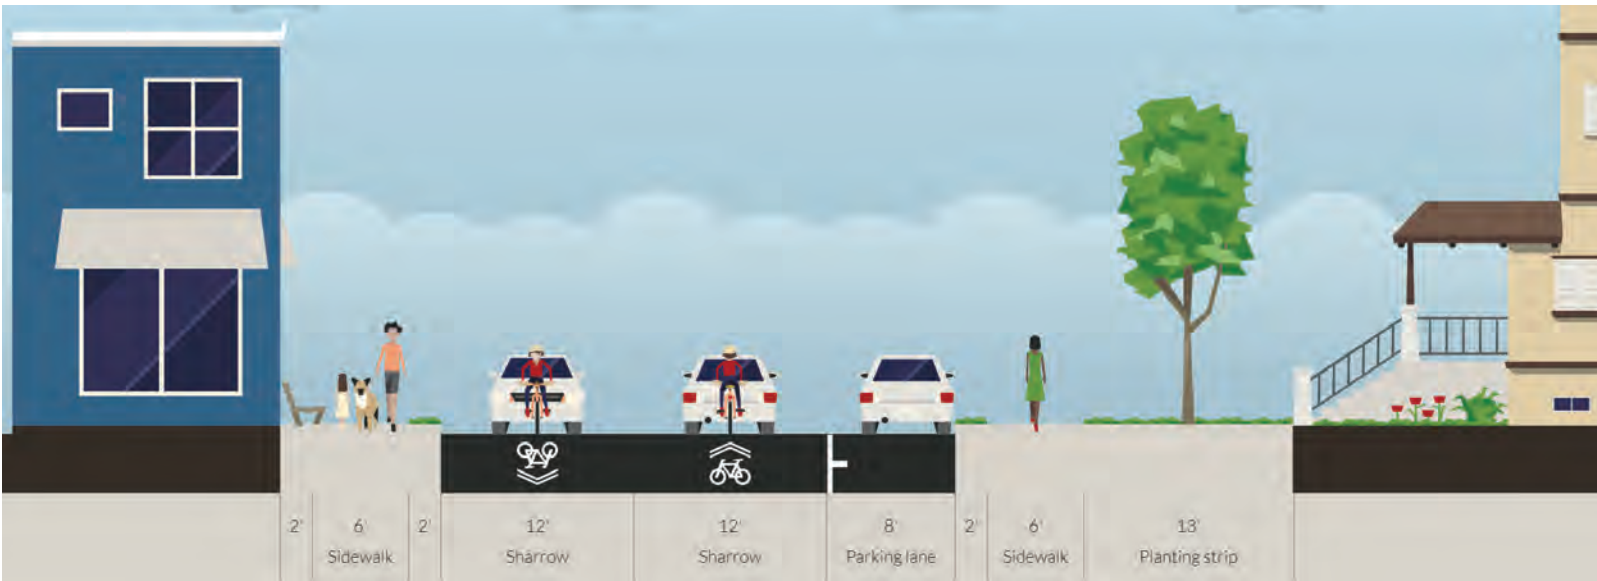 2' 6' 2' 12' 12' 8' 2' 6' 13'
Sidewalk Sharrow Sharrow Parking lane Sidewalk Planting strip